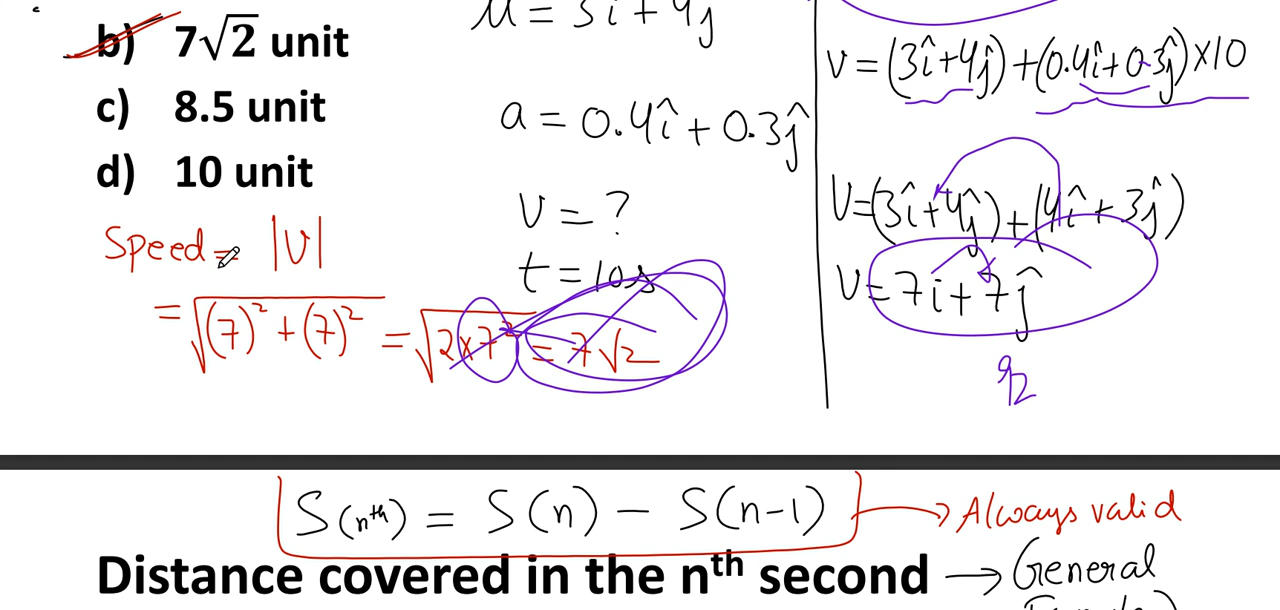 b) 7√2 unit
c) 8.5 unit
d) 10 unit
u = 3i + 4j
a = 0.4î + 0.3ĵ
v = ?
t = 10s
Speed = |v|
= √(7)² + (7)² = √2×7² = 7√2
v = (3î+4ĵ)+(0.4î+0.3ĵ)×10
v=(3î+4ĵ)+(4î+3ĵ)
v=7i+7ĵ
S(nth) = S(n) – S(n-1) → Always valid
Distance covered in the nth second → General